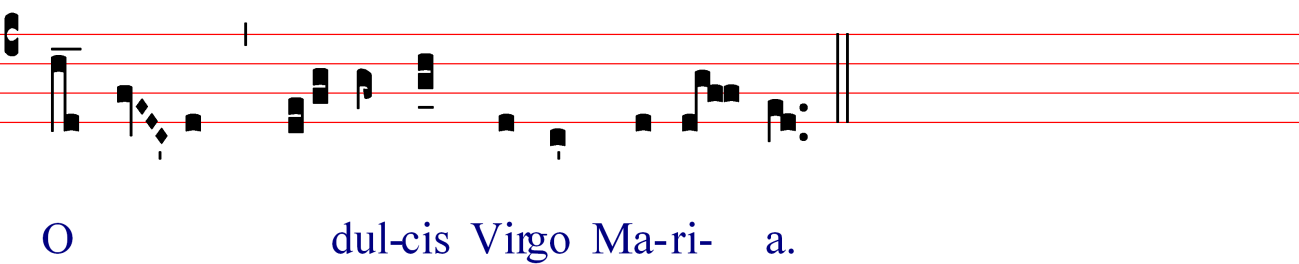 O dul-cis Virgo Ma-ri- a.